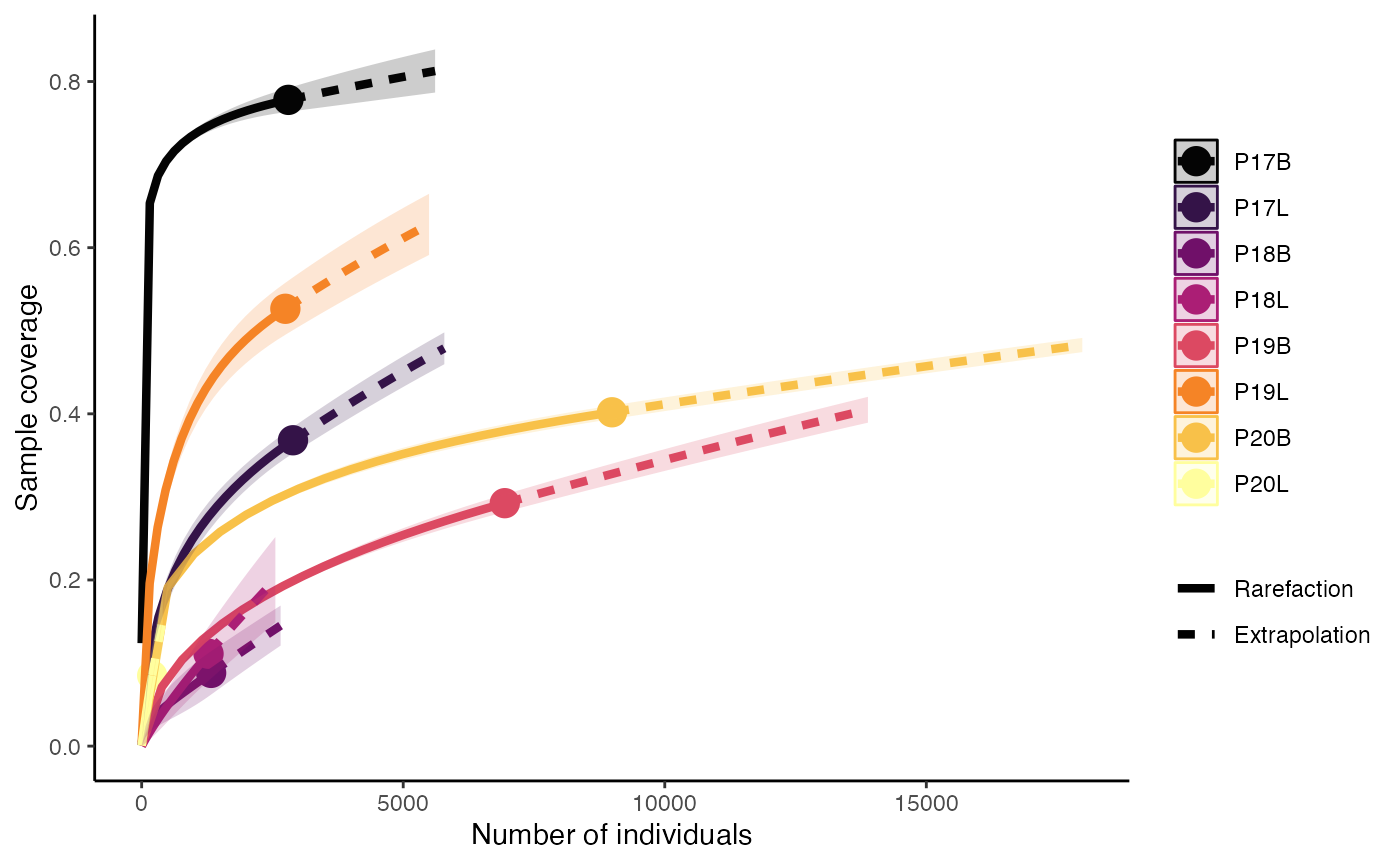 Sample coverage
0.8
0.6
0.4
0.2
0.0
0
5000
10000
15000
Number of individuals
P17B
P17L
P18B
P18L
P19B
P19L
P20B
P20L
Rarefaction
Extrapolation